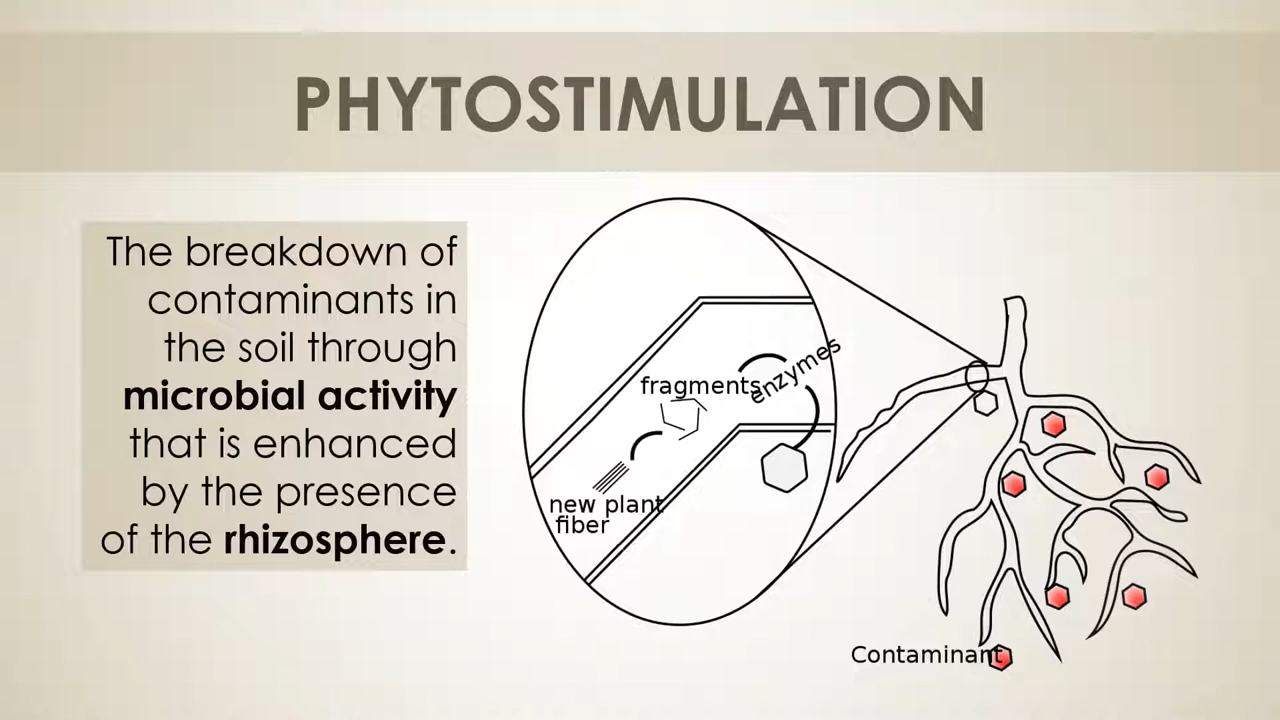 PHYTOSTIMULATION
The breakdown of
contaminants in
the soil through
microbial activity
that is enhanced
by the presence
of the rhizosphere.
enzymes
fragments
new plant
fiber
Contaminant